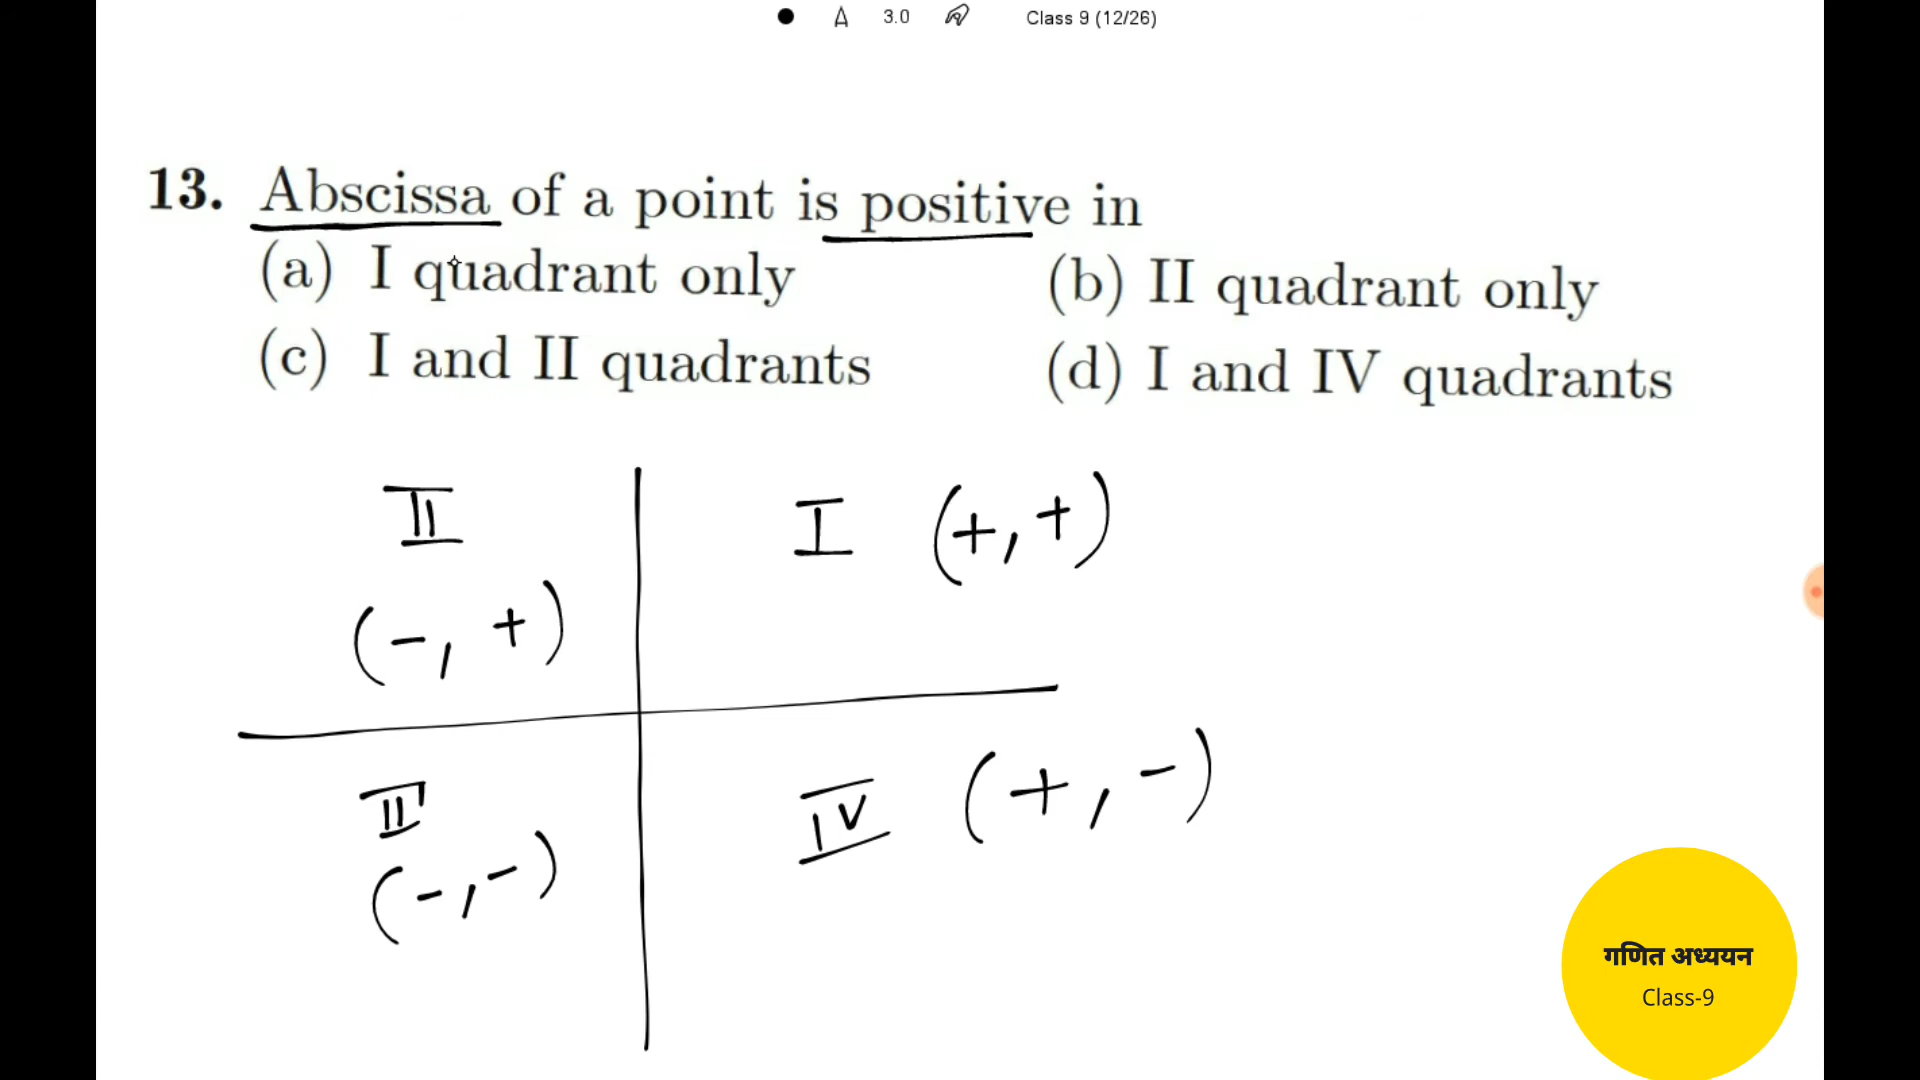 A 3.0 Class 9 (12/26)
13. Abscissa of a point is positive in
(a) I quadrant only (b) II quadrant only
(c) I and II quadrants (d) I and IV quadrants
II I (+,+)
(-, +)
III IV (+, -)
(-,-)
गणित अध्ययन
Class-9